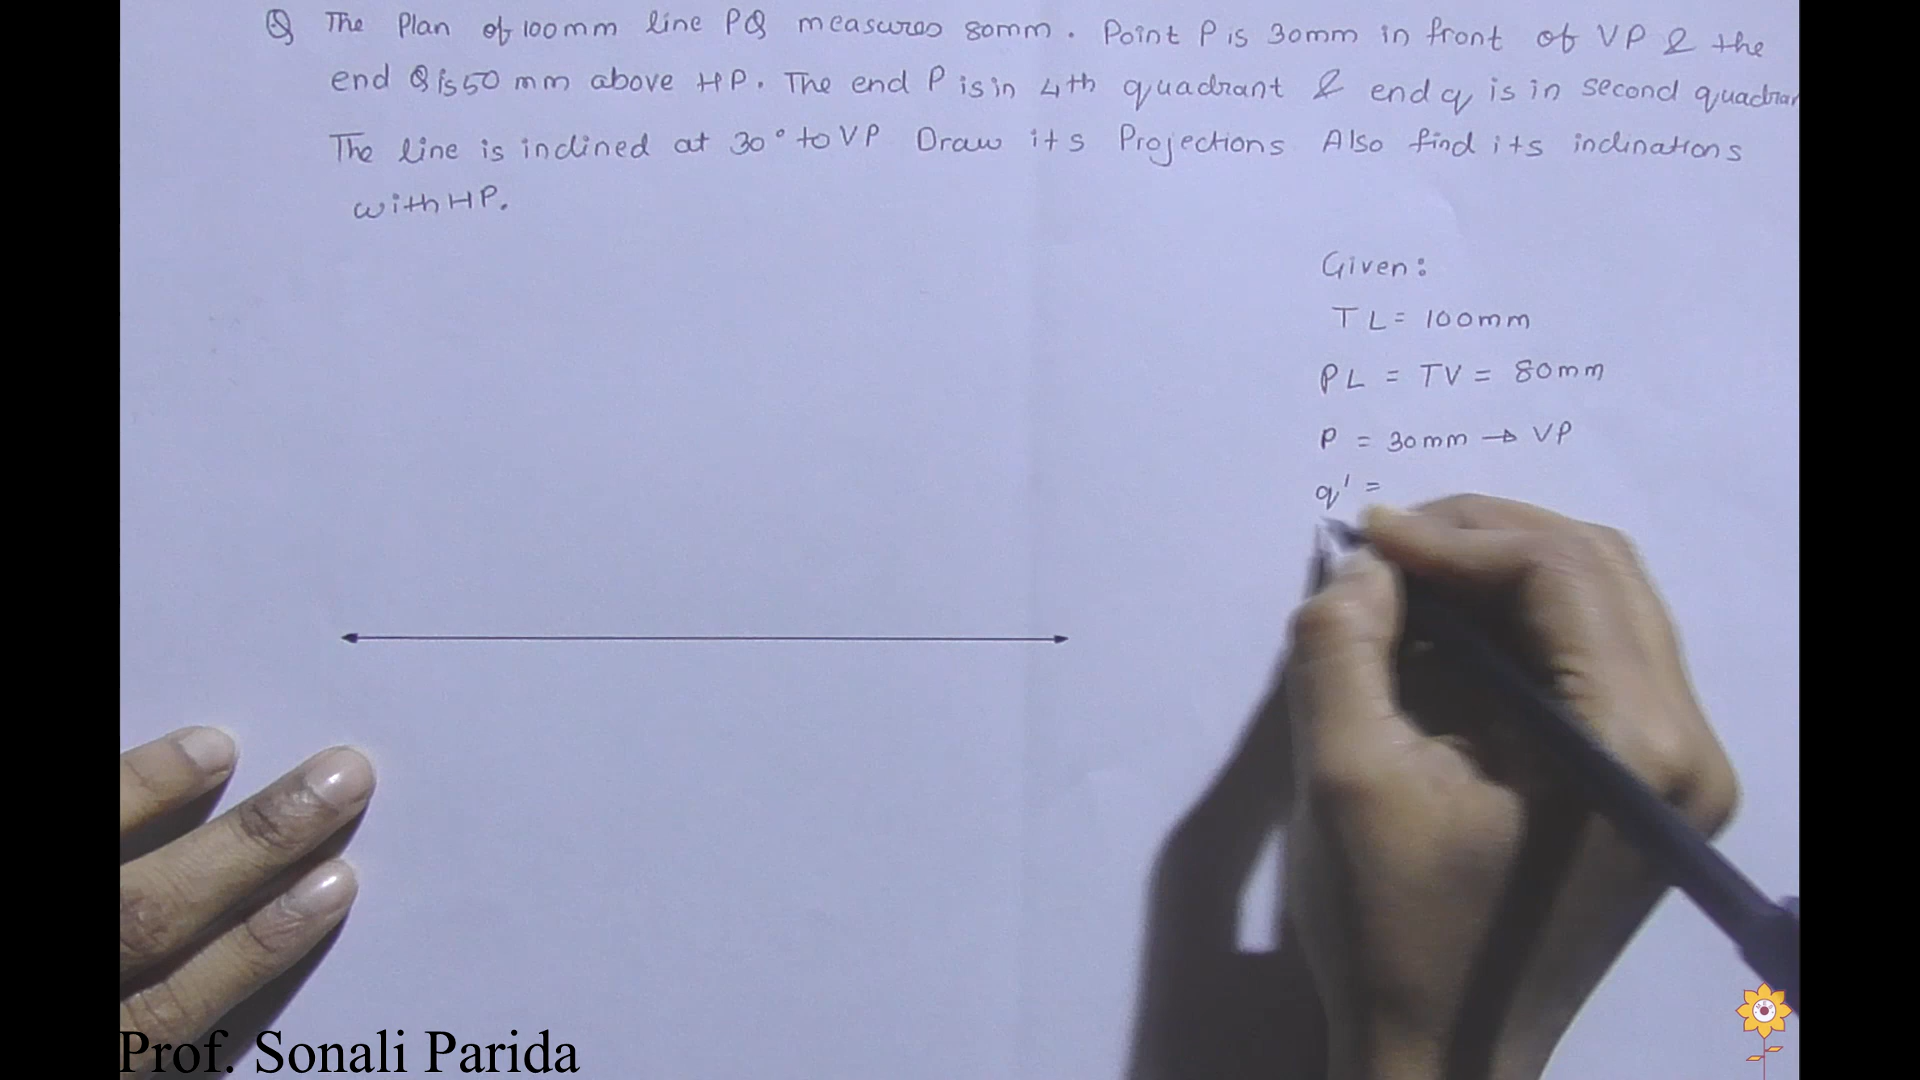 Q The Plan of 100mm line PQ measures 80mm. Point P is 30mm in front of VP & the
end Q is 50 mm above HP. The end P is in 4th quadrant & end q is in second quadran
The line is inclined at 30° to VP Draw its Projections Also find its inclinations
with HP.
Given:
TL = 100mm
PL = TV = 80mm
P = 30mm → VP
q' =
Prof. Sonali Parida